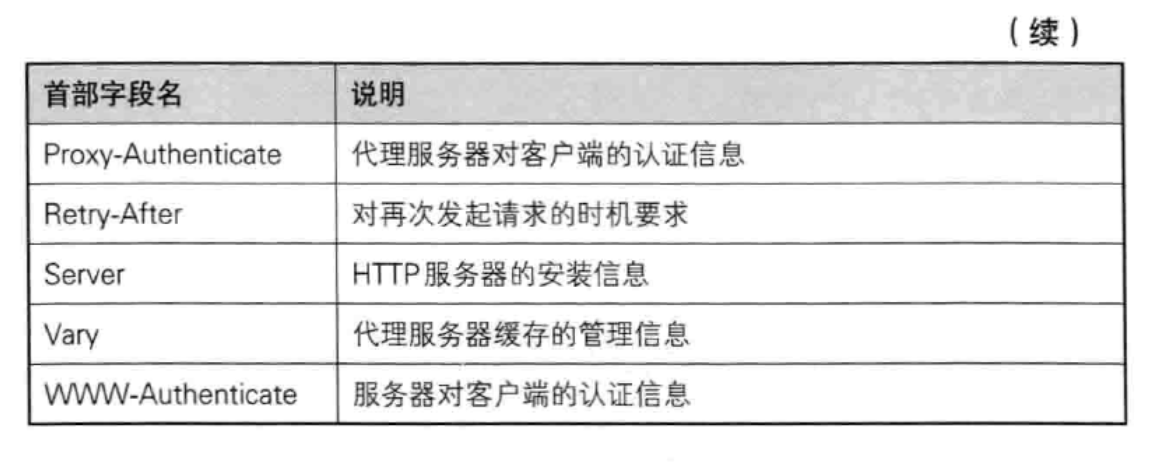 （续）
首部字段名 说明
Proxy-Authenticate 代理服务器对客户端的认证信息
Retry-After 对再次发起请求的时机要求
Server HTTP服务器的安装信息
Vary 代理服务器缓存的管理信息
WWW-Authenticate 服务器对客户端的认证信息